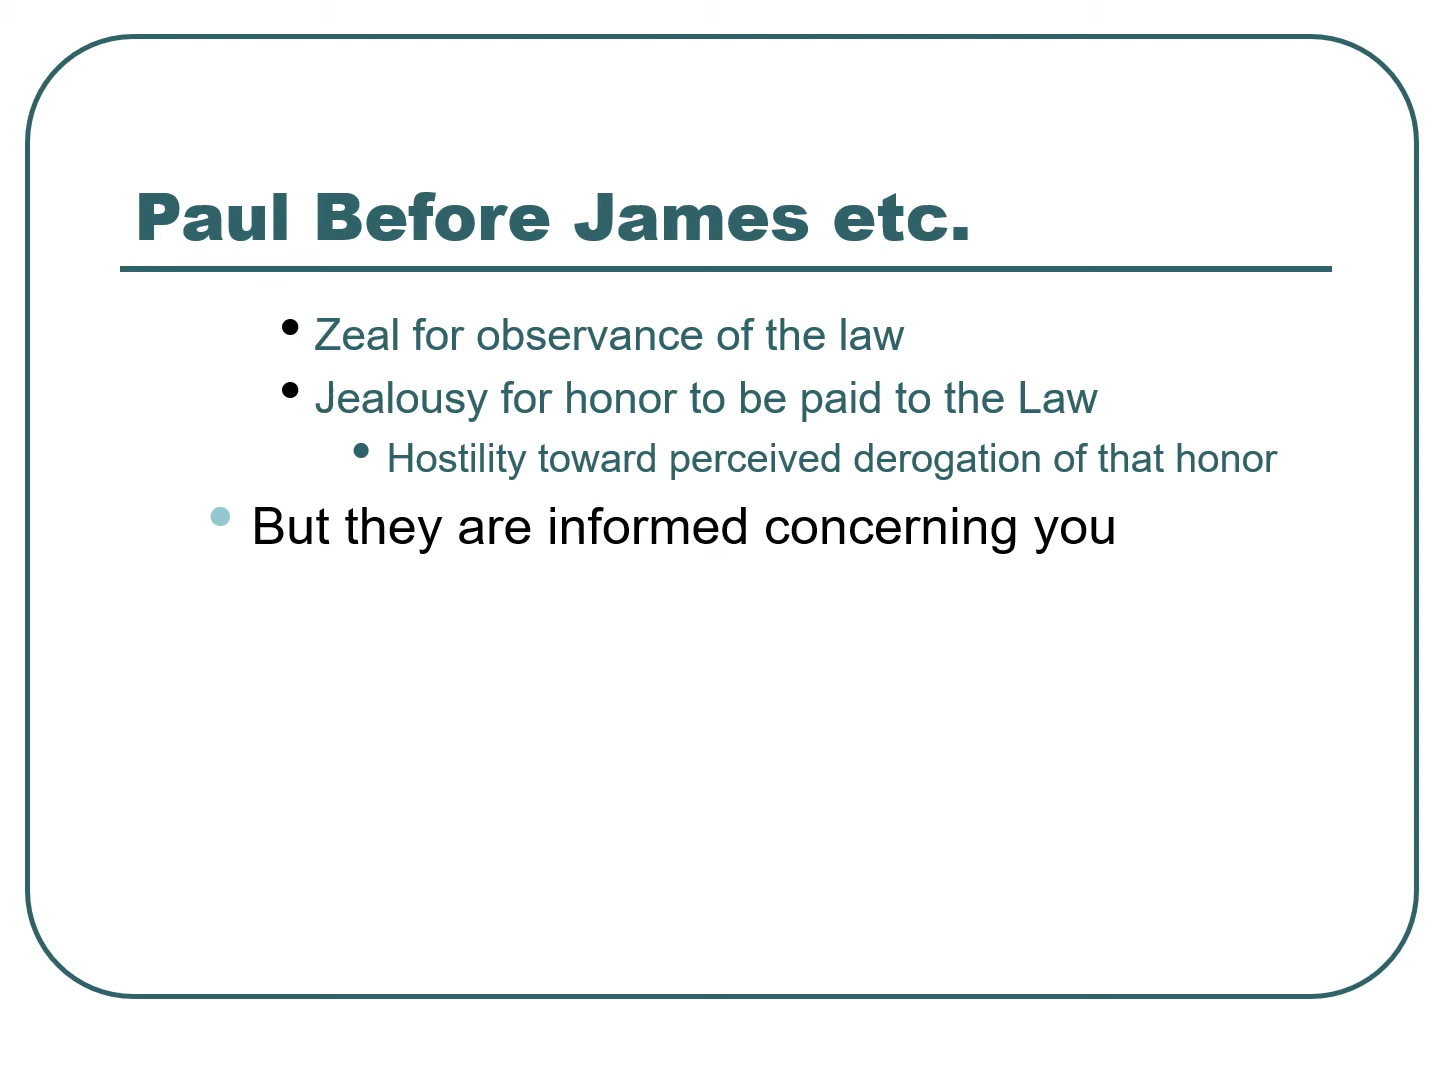 Paul Before James etc.
• Zeal for observance of the law
• Jealousy for honor to be paid to the Law
• Hostility toward perceived derogation of that honor
• But they are informed concerning you